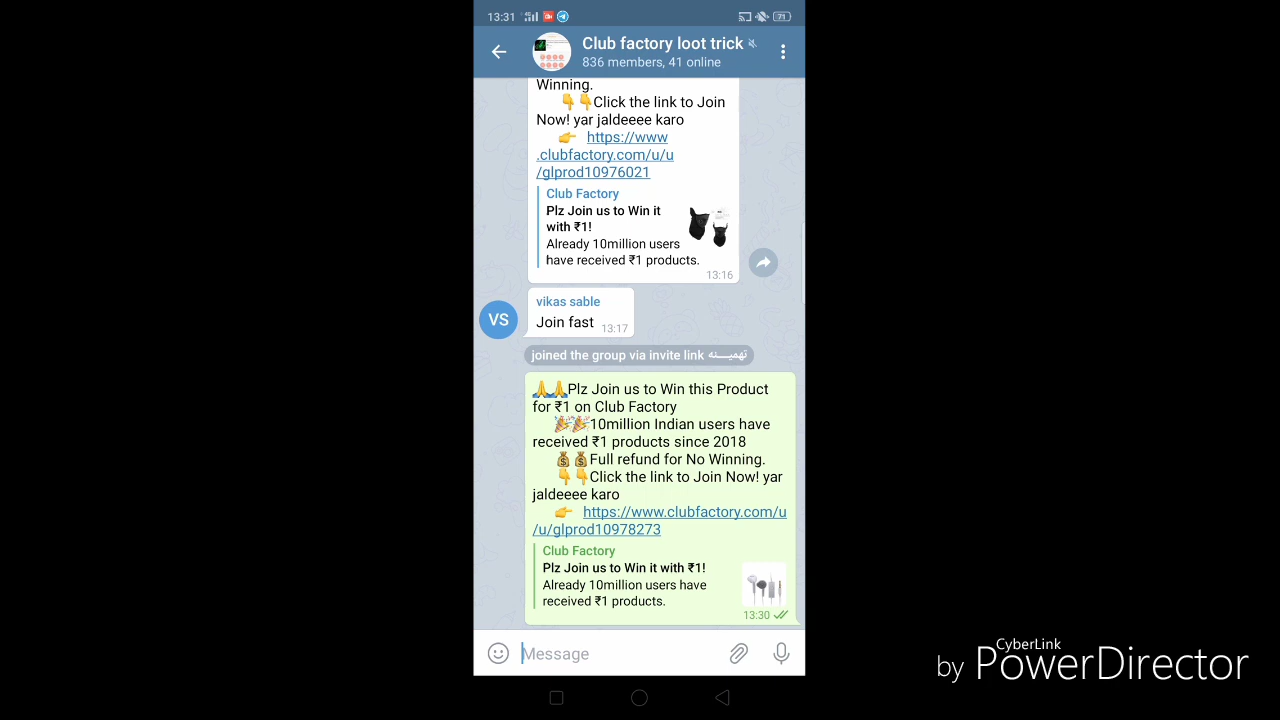 13:31
71
Club factory loot trick
836 members, 41 online
Winning.
👇👇Click the link to Join
Now! yar jaldeeee karo
👉 https://www
.clubfactory.com/u/u
/glprod10976021
Club Factory
Plz Join us to Win it
with ₹1!
Already 10million users
have received ₹1 products.
13:16
VS
vikas sable
Join fast 13:17
joined the group via invite link تهمیـــنه
🙏🙏Plz Join us to Win this Product
for ₹1 on Club Factory
🎉🎉10million Indian users have
received ₹1 products since 2018
💰💰Full refund for No Winning.
👇👇Click the link to Join Now! yar
jaldeeee karo
👉 https://www.clubfactory.com/u
/u/glprod10978273
Club Factory
Plz Join us to Win it with ₹1!
Already 10million users have
received ₹1 products.
13:30
Message
by CyberLink PowerDirector